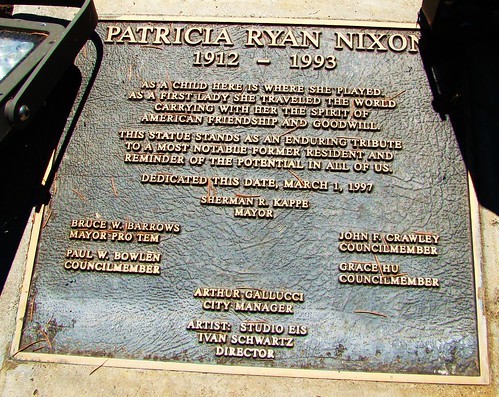 PATRICIA RYAN NIXON
1912 – 1993
AS A CHILD HERE IS WHERE SHE PLAYED.
AS A FIRST LADY SHE TRAVELED THE WORLD
CARRYING WITH HER THE SPIRIT OF
AMERICAN FRIENDSHIP AND GOODWILL.
THIS STATUE STANDS AS AN ENDURING TRIBUTE
TO A MOST NOTABLE FORMER RESIDENT AND
REMINDER OF THE POTENTIAL IN ALL OF US.
DEDICATED THIS DATE, MARCH 1, 1997
SHERMAN R. KAPPE
MAYOR
BRUCE W. BARROWS
MAYOR PRO TEM
PAUL W. BOWLEN
COUNCILMEMBER
JOHN F. CRAWLEY
COUNCILMEMBER
GRACE HU
COUNCILMEMBER
ARTHUR GALLUCCI
CITY MANAGER
ARTIST: STUDIO EIS
IVAN SCHWARTZ
DIRECTOR